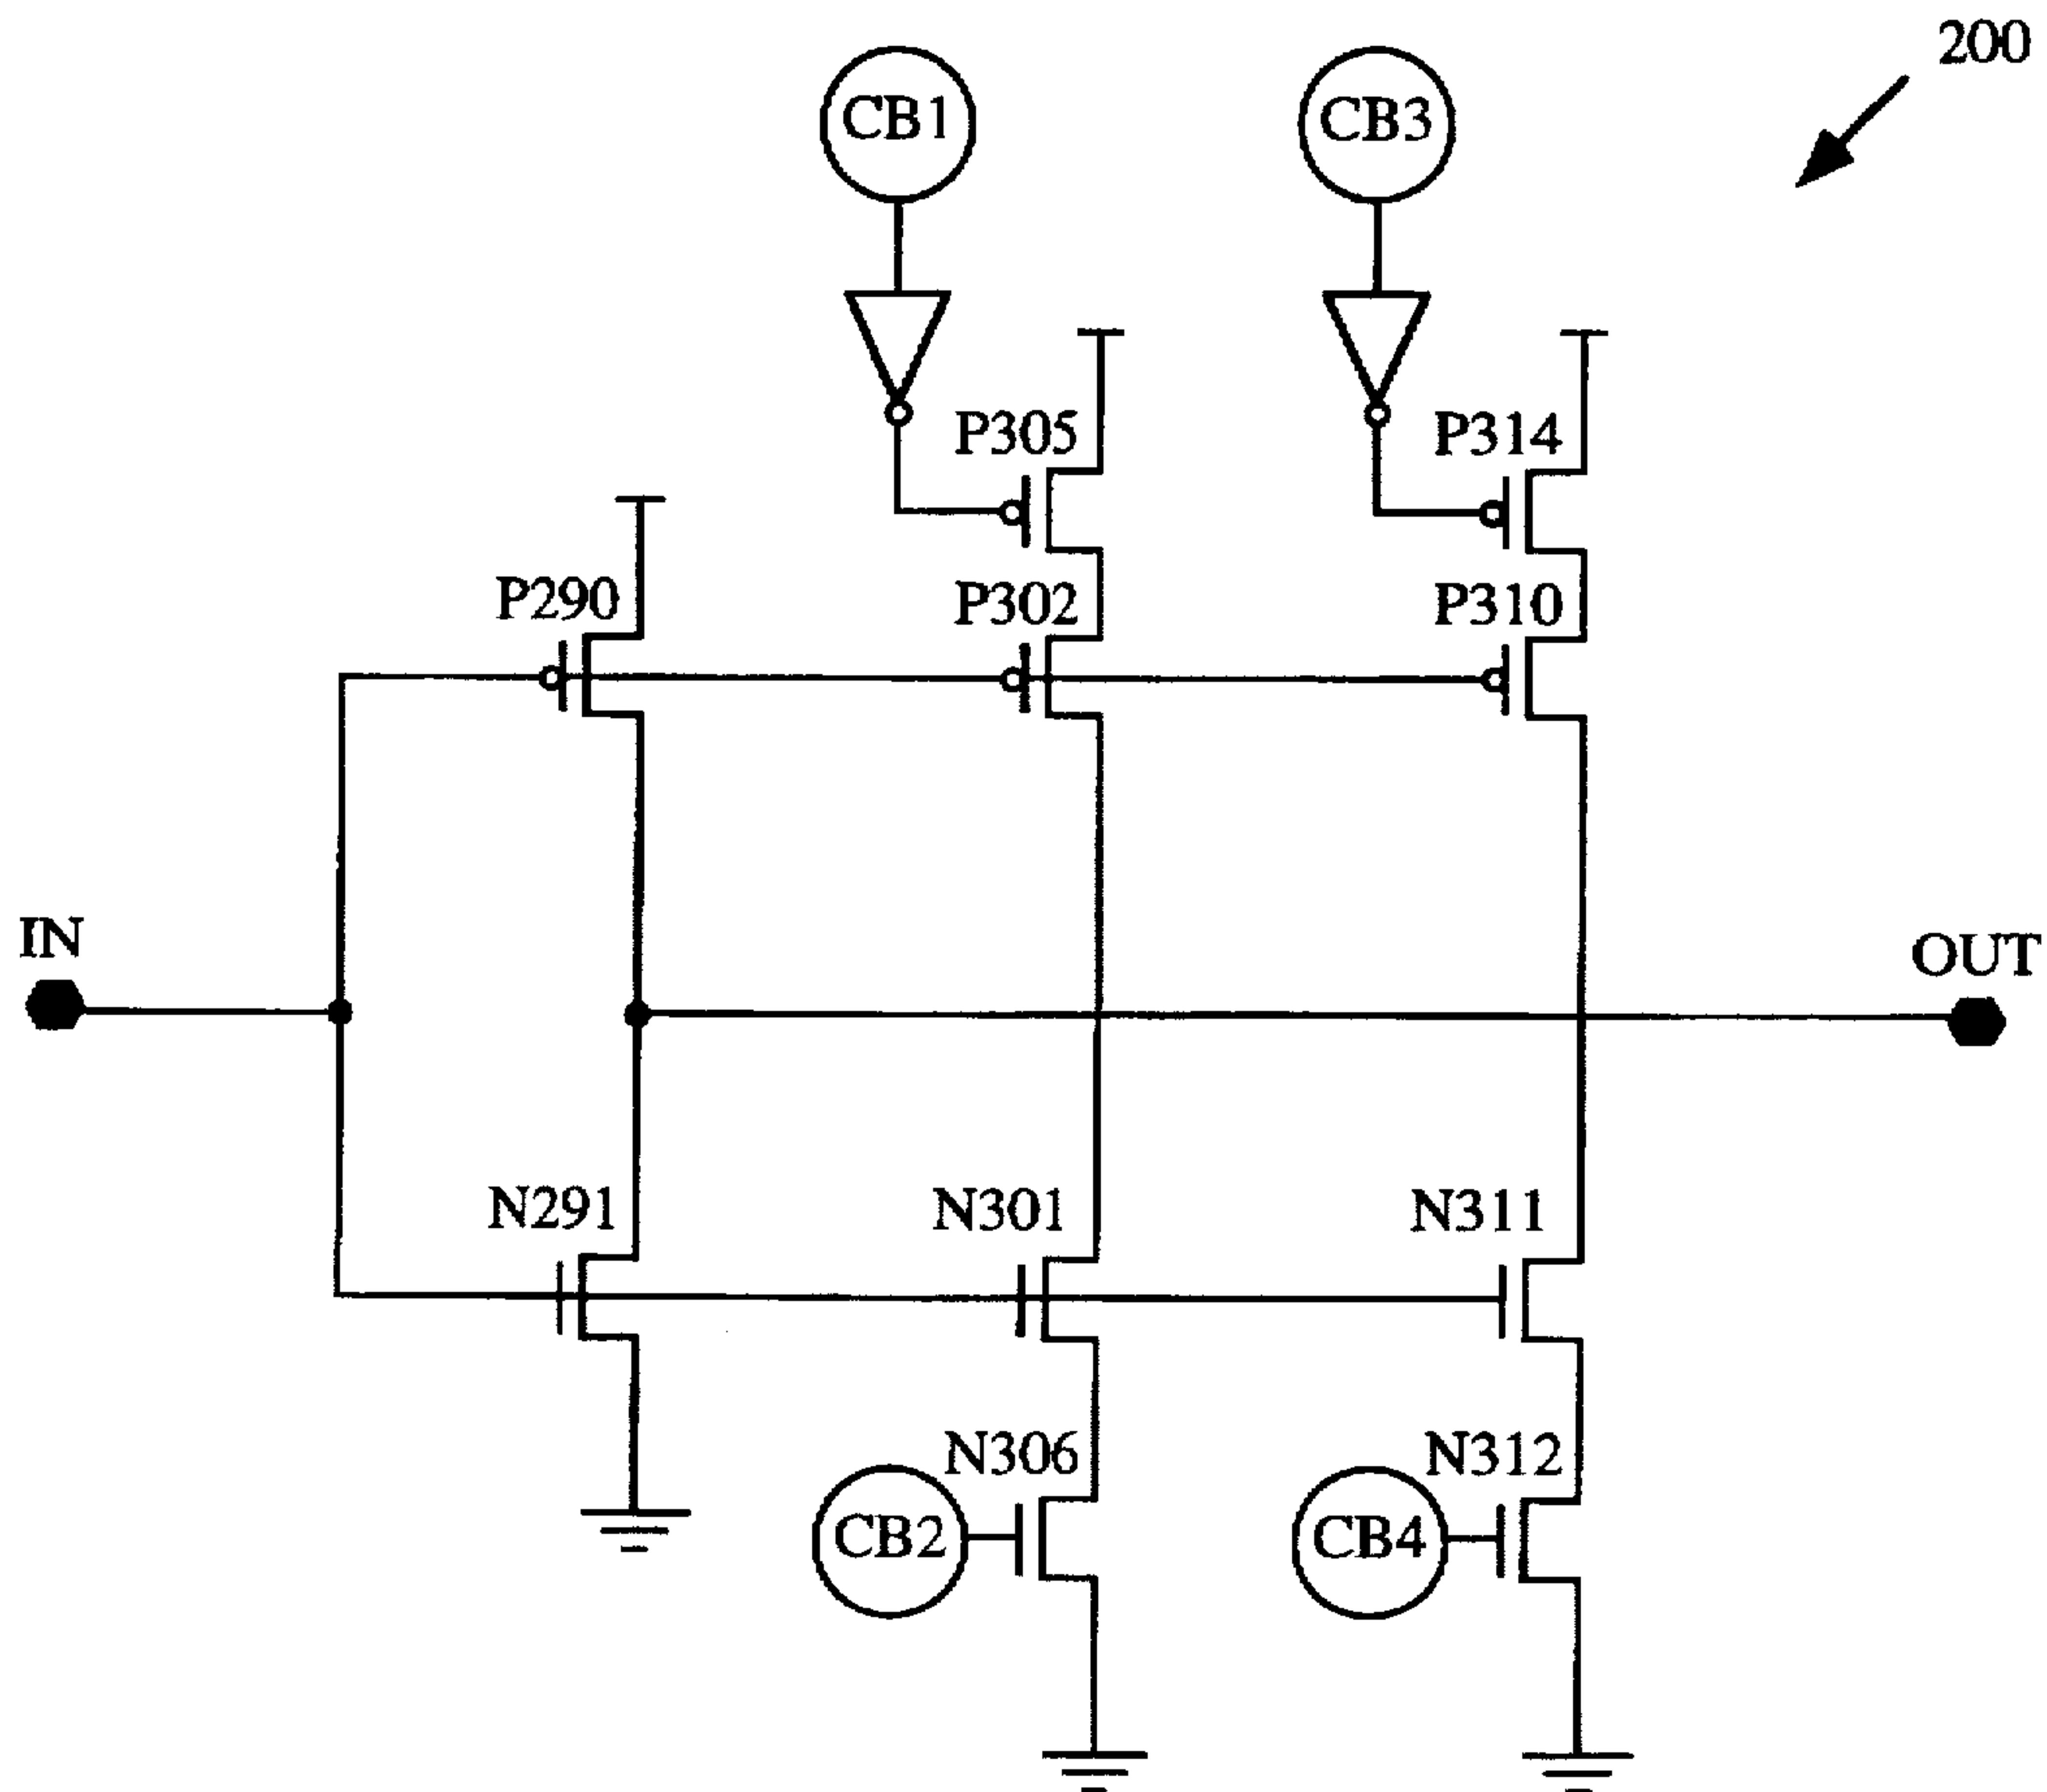 200
CB1
CB3
P305
P314
P290
P302
P310
IN
OUT
N291
N301
N311
N306
N312
CB2
CB4